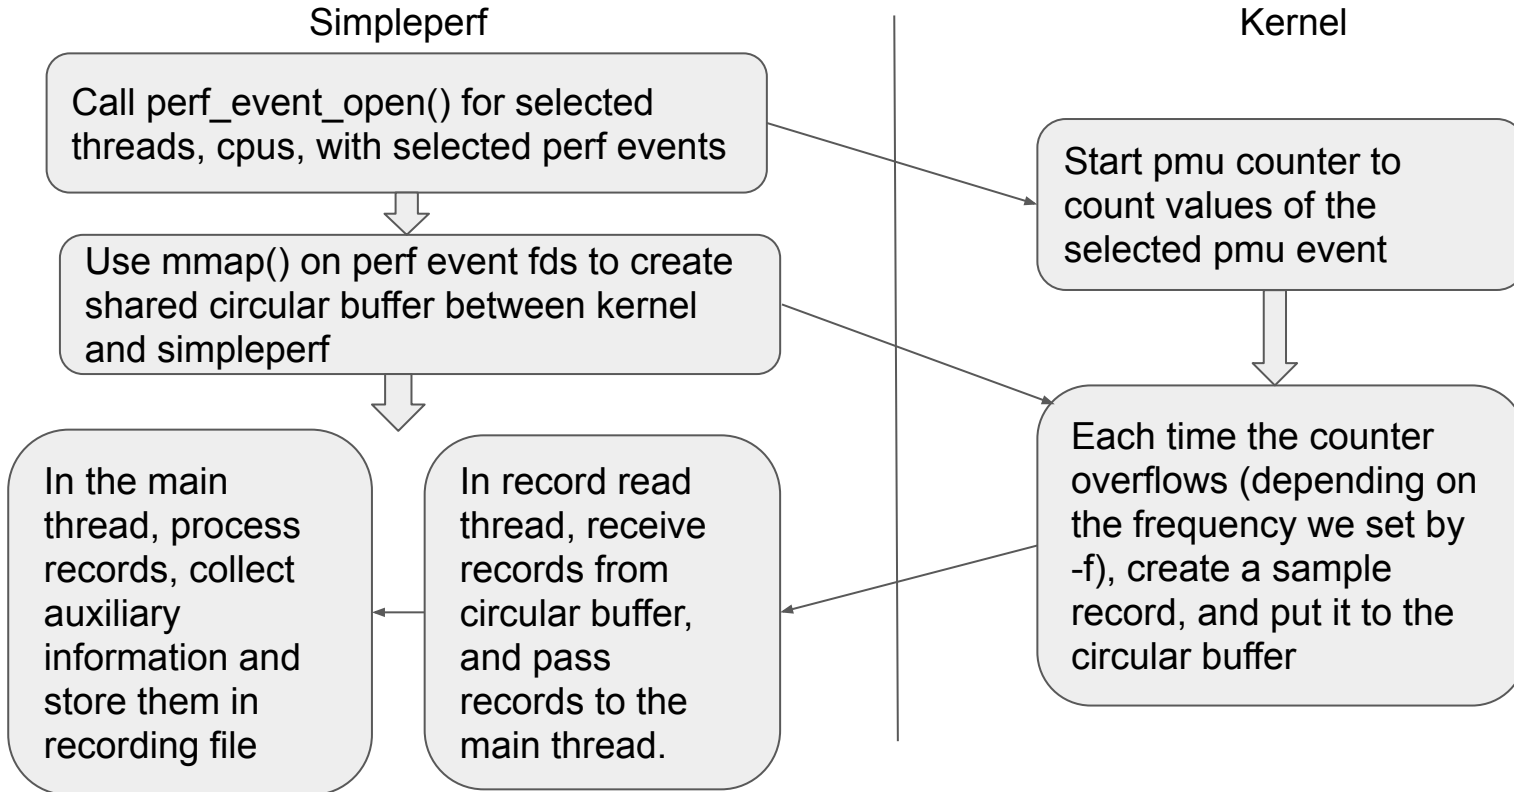 Simpleperf
Kernel
Call perf_event_open() for selected
threads, cpus, with selected perf events
Start pmu counter to
count values of the
selected pmu event
Use mmap() on perf event fds to create
shared circular buffer between kernel
and simpleperf
In the main
thread, process
records, collect
auxiliary
information and
store them in
recording file
In record read
thread, receive
records from
circular buffer,
and pass
records to the
main thread.
Each time the counter
overflows (depending on
the frequency we set by
-f), create a sample
record, and put it to the
circular buffer